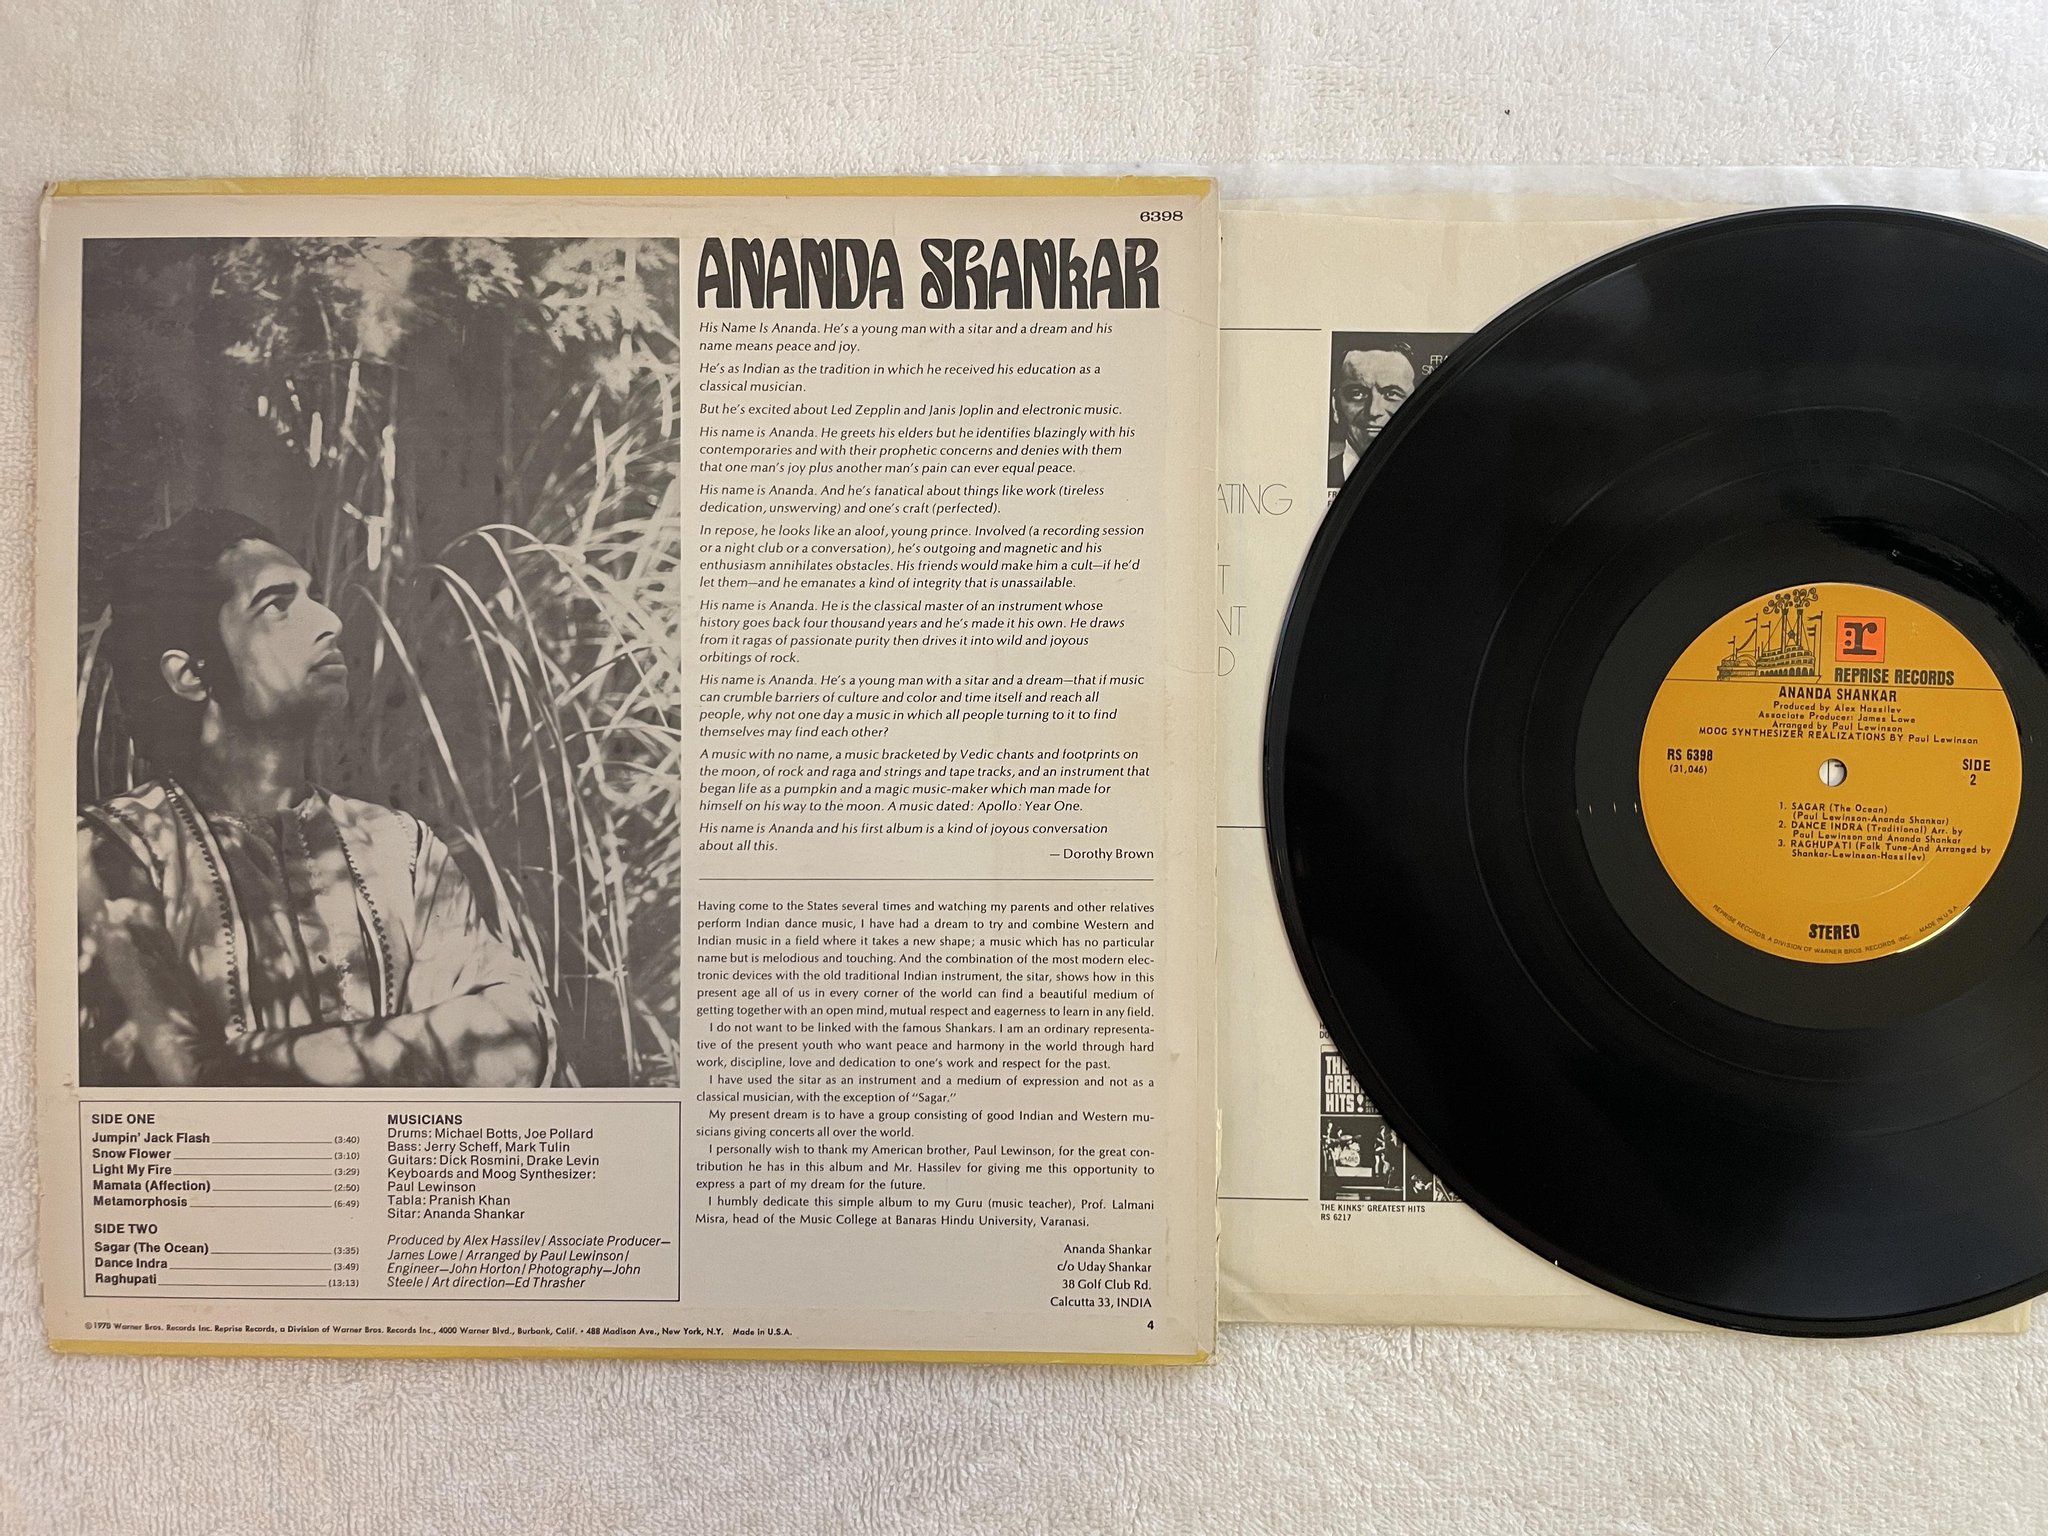 6398
ANANDA SHANKAR
His Name Is Ananda. He's a young man with a sitar and a dream and his
name means peace and joy.
He's as Indian as the tradition in which he received his education as a
classical musician.
But he's excited about Led Zepplin and Janis Joplin and electronic music.
His name is Ananda. He greets his elders but he identifies blazingly with his
contemporaries and with their prophetic concerns and denies with them
that one man's joy plus another man's pain can ever equal peace.
His name is Ananda. And he's fanatical about things like work (tireless
dedication, unswerving) and one's craft (perfected).
In repose, he looks like an aloof, young prince. Involved (a recording session
or a night club or a conversation), he's outgoing and magnetic and his
enthusiasm annihilates obstacles. His friends would make him a cult—if he'd
let them—and he emanates a kind of integrity that is unassailable.
His name is Ananda. He is the classical master of an instrument whose
history goes back four thousand years and he's made it his own. He draws
from it ragas of passionate purity then drives it into wild and joyous
orbitings of rock.
His name is Ananda. He's a young man with a sitar and a dream—that if music
can crumble barriers of culture and color and time itself and reach all
people, why not one day a music in which all people turning to it to find
themselves may find each other?
A music with no name, a music bracketed by Vedic chants and footprints on
the moon, of rock and raga and strings and tape tracks, and an instrument that
began life as a pumpkin and a magic music-maker which man made for
himself on his way to the moon. A music dated: Apollo: Year One.
His name is Ananda and his first album is a kind of joyous conversation
about all this.
— Dorothy Brown
Having come to the States several times and watching my parents and other relatives
perform Indian dance music, I have had a dream to try and combine Western and
Indian music in a field where it takes a new shape; a music which has no particular
name but is melodious and touching. And the combination of the most modern elec-
tronic devices with the old traditional Indian instrument, the sitar, shows how in this
present age all of us in every corner of the world can find a beautiful medium of
getting together with an open mind, mutual respect and eagerness to learn in any field.
I do not want to be linked with the famous Shankars. I am an ordinary representa-
tive of the present youth who want peace and harmony in the world through hard
work, discipline, love and dedication to one's work and respect for the past.
I have used the sitar as an instrument and a medium of expression and not as a
classical musician, with the exception of "Sagar."
My present dream is to have a group consisting of good Indian and Western mu-
sicians giving concerts all over the world.
I personally wish to thank my American brother, Paul Lewinson, for the great con-
tribution he has in this album and Mr. Hassilev for giving me this opportunity to
express a part of my dream for the future.
I humbly dedicate this simple album to my Guru (music teacher), Prof. Lalmani
Misra, head of the Music College at Banaras Hindu University, Varanasi.
Ananda Shankar
c/o Uday Shankar
38 Golf Club Rd.
Calcutta 33, INDIA
4
SIDE ONE
Jumpin' Jack Flash (3:40)
Snow Flower (3:10)
Light My Fire (3:29)
Mamata (Affection) (2:50)
Metamorphosis (6:49)
SIDE TWO
Sagar (The Ocean) (3:35)
Dance Indra (3:49)
Raghupati (13:13)
MUSICIANS
Drums: Michael Botts, Joe Pollard
Bass: Jerry Scheff, Mark Tulin
Guitars: Dick Rosmini, Drake Levin
Keyboards and Moog Synthesizer:
Paul Lewinson
Tabla: Pranish Khan
Sitar: Ananda Shankar
Produced by Alex Hassilev / Associate Producer—
James Lowe / Arranged by Paul Lewinson /
Engineer—John Horton / Photography—John
Steele / Art direction—Ed Thrasher
©1970 Warner Bros. Records Inc. Reprise Records, a Division of Warner Bros. Records Inc., 4000 Warner Blvd., Burbank, Calif. • 488 Madison Ave., New York, N.Y. Made in U.S.A.
ATING
NT
D
THE
GREA
HITS!
THE KINKS' GREATEST HITS
RS 6217
r:
REPRISE RECORDS
ANANDA SHANKAR
Produced by Alex Hassilev
Associate Producer: James Lowe
Arranged by Paul Lewinson
MOOG SYNTHESIZER REALIZATIONS BY Paul Lewinson
RS 6398
(31,046)
SIDE
2
1. SAGAR (The Ocean)
(Paul Lewinson-Ananda Shankar)
2. DANCE INDRA (Traditional) Arr. by
Paul Lewinson and Ananda Shankar
3. RAGHUPATI (Folk Tune-And Arranged by
Shankar-Lewinson-Hassilev)
STEREO
REPRISE RECORDS, A DIVISION OF WARNER BROS. RECORDS, INC. MADE IN U.S.A.